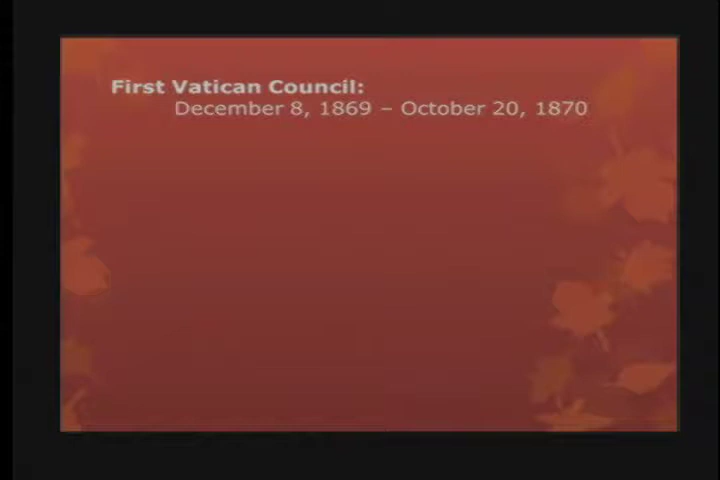 First Vatican Council:
December 8, 1869 – October 20, 1870